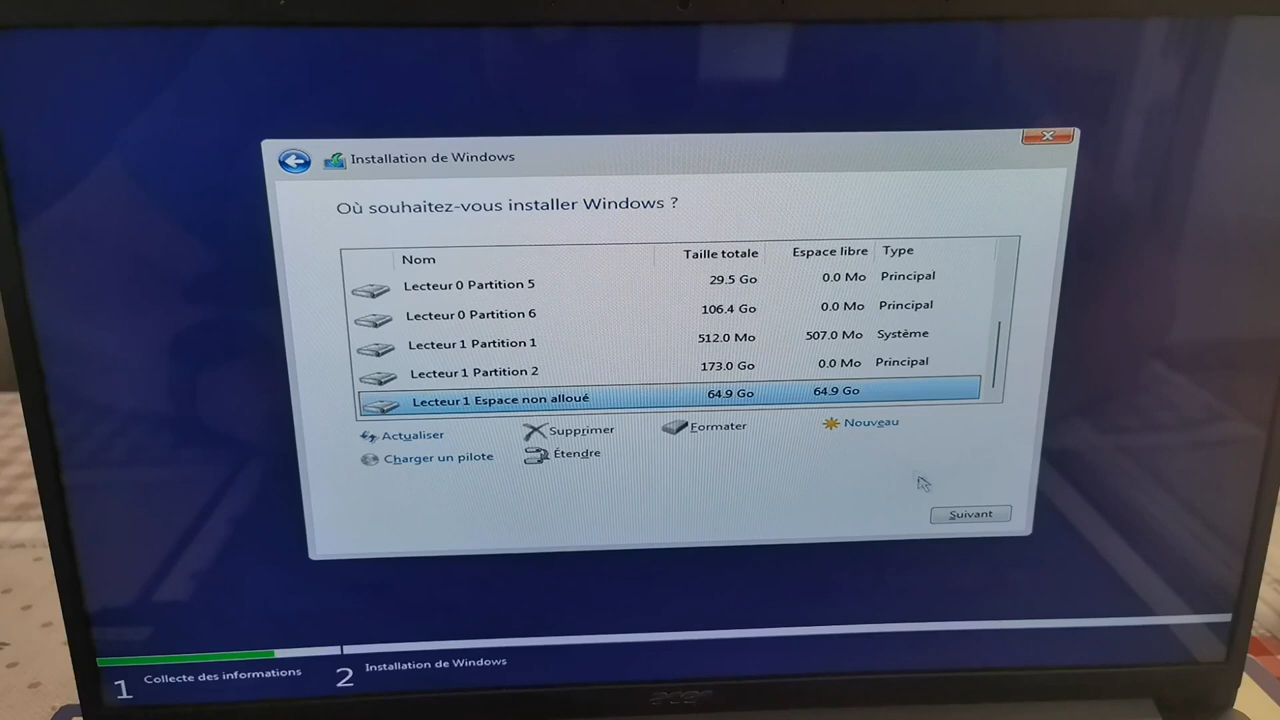 Installation de Windows
Où souhaitez-vous installer Windows ?
Nom Taille totale Espace libre Type
Lecteur 0 Partition 5 29.5 Go 0.0 Mo Principal
Lecteur 0 Partition 6 106.4 Go 0.0 Mo Principal
Lecteur 1 Partition 1 512.0 Mo 507.0 Mo Système
Lecteur 1 Partition 2 173.0 Go 0.0 Mo Principal
Lecteur 1 Espace non alloué 64.9 Go 64.9 Go
Actualiser Supprimer Formater Nouveau
Charger un pilote Étendre
Suivant
1 Collecte des informations 2 Installation de Windows
acer